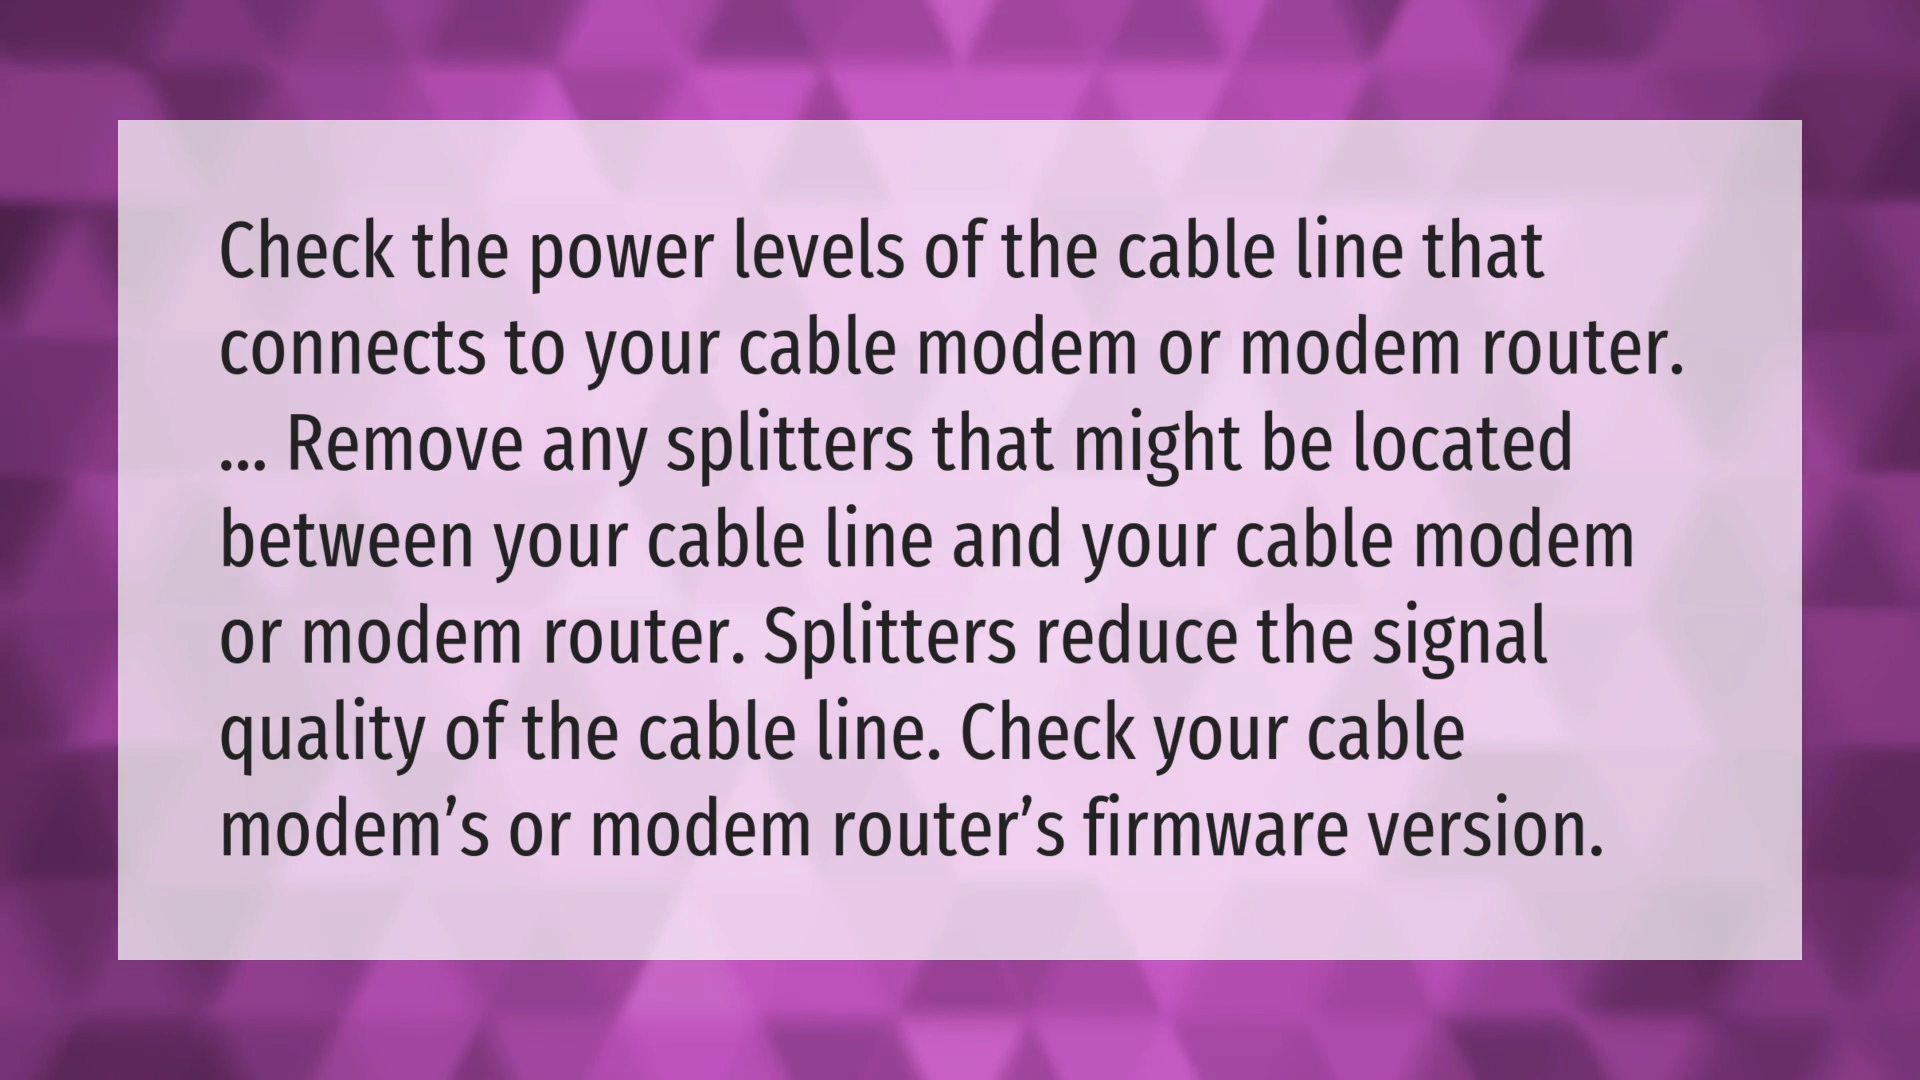 Check the power levels of the cable line that
connects to your cable modem or modem router.
... Remove any splitters that might be located
between your cable line and your cable modem
or modem router. Splitters reduce the signal
quality of the cable line. Check your cable
modem’s or modem router’s firmware version.